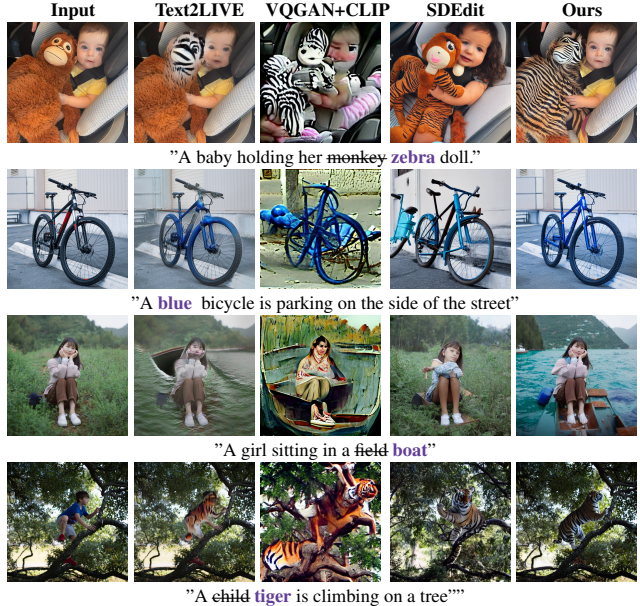 Input Text2LIVE VQGAN+CLIP SDEdit Ours
”A baby holding her monkey zebra doll.”
”A blue bicycle is parking on the side of the street”
”A girl sitting in a field boat”
”A child tiger is climbing on a tree””